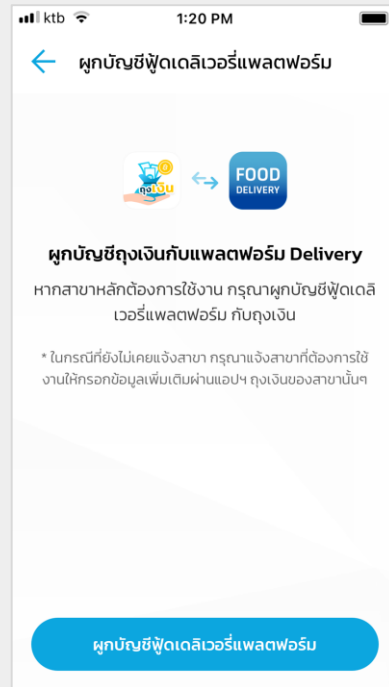 ktb 1:20 PM
ผูกบัญชีฟู้ดเดลิเวอรี่แพลตฟอร์ม
ถุงเงิน
FOOD
DELIVERY
ผูกบัญชีถุงเงินกับแพลตฟอร์ม Delivery
หากสาขาหลักต้องการใช้งาน กรุณาผูกบัญชีฟู้ดเดลิ
เวอรี่แพลตฟอร์ม กับถุงเงิน
* ในกรณีที่ยังไม่เคยแจ้งสาขา กรุณาแจ้งสาขาที่ต้องการใช้
งานให้กรอกข้อมูลเพิ่มเติมผ่านแอปฯ ถุงเงินของสาขานั้นๆ
ผูกบัญชีฟู้ดเดลิเวอรี่แพลตฟอร์ม